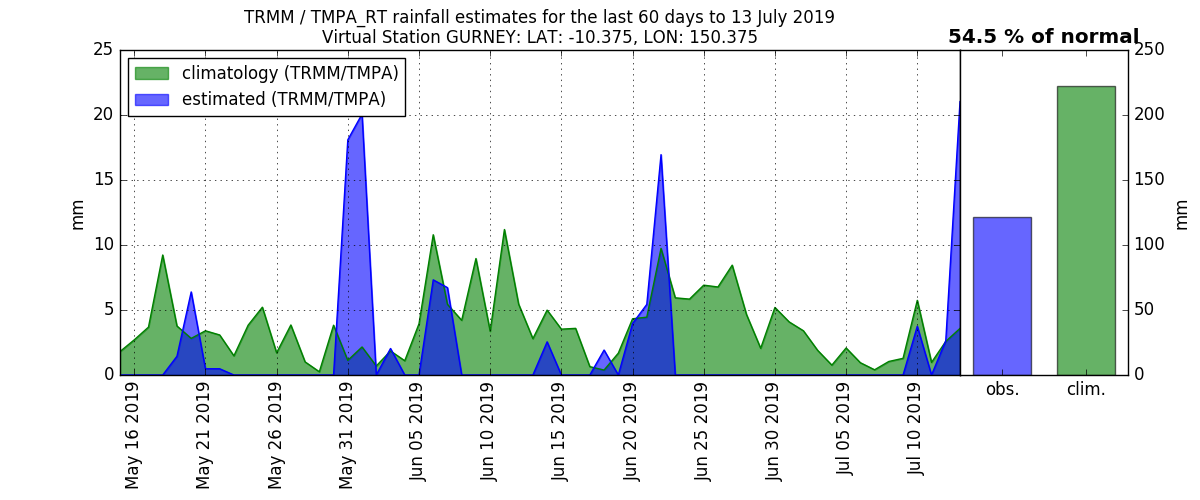 TRMM / TMPA_RT rainfall estimates for the last 60 days to 13 July 2019
Virtual Station GURNEY: LAT: -10.375, LON: 150.375
54.5 % of normal
climatology (TRMM/TMPA)
estimated (TRMM/TMPA)
25
20
15
10
5
0
mm
250
200
150
100
50
0
mm
May 16 2019
May 21 2019
May 26 2019
May 31 2019
Jun 05 2019
Jun 10 2019
Jun 15 2019
Jun 20 2019
Jun 25 2019
Jun 30 2019
Jul 05 2019
Jul 10 2019
obs.
clim.